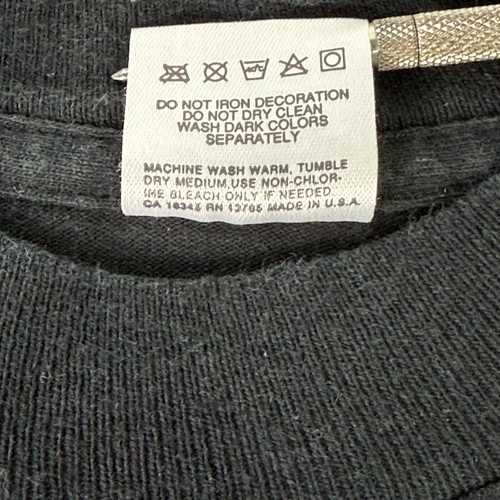 40°C
DO NOT IRON DECORATION
DO NOT DRY CLEAN
WASH DARK COLORS
SEPARATELY
MACHINE WASH WARM, TUMBLE
DRY MEDIUM, USE NON-CHLOR-
INE BLEACH ONLY IF NEEDED.
CA 16345 RN 13765 MADE IN U.S.A.